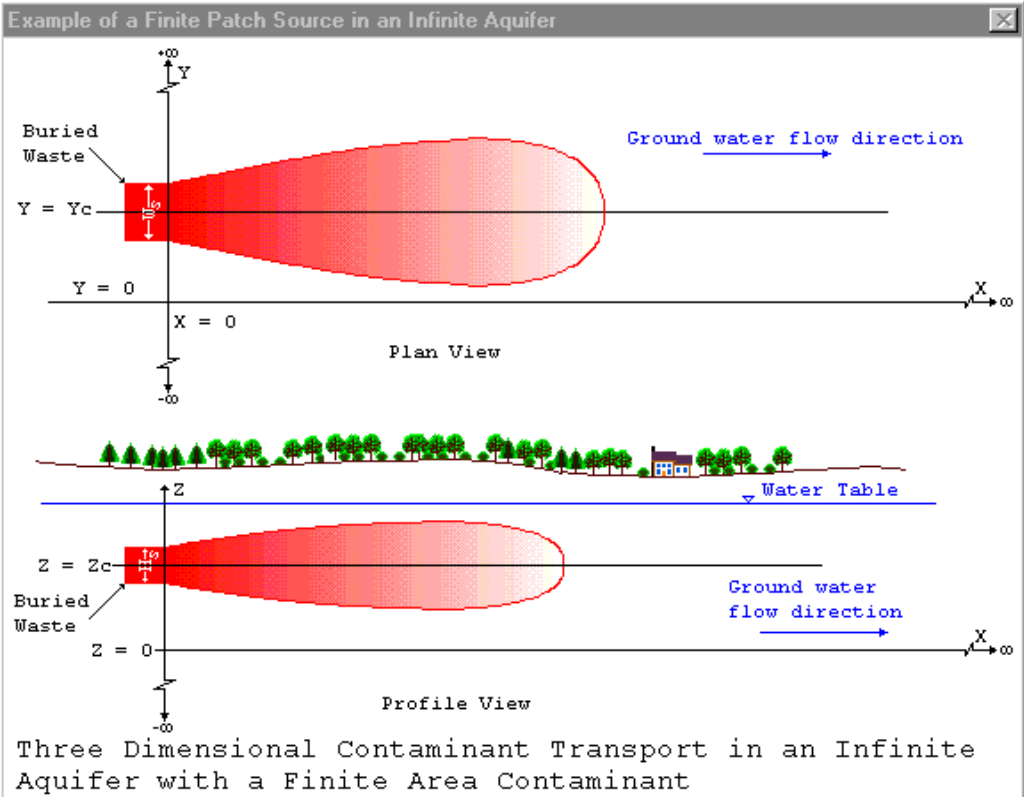 Example of a Finite Patch Source in an Infinite Aquifer
+∞
Y
Buried
Waste
Ground water flow direction
Y = Yc
Ws
Y = 0
X
∞
X = 0
Plan View
-∞
Z
Water Table
Z = Zc
Hs
Ground water
flow direction
Buried
Waste
Z = 0
X
∞
Profile View
-∞
Three Dimensional Contaminant Transport in an Infinite
Aquifer with a Finite Area Contaminant